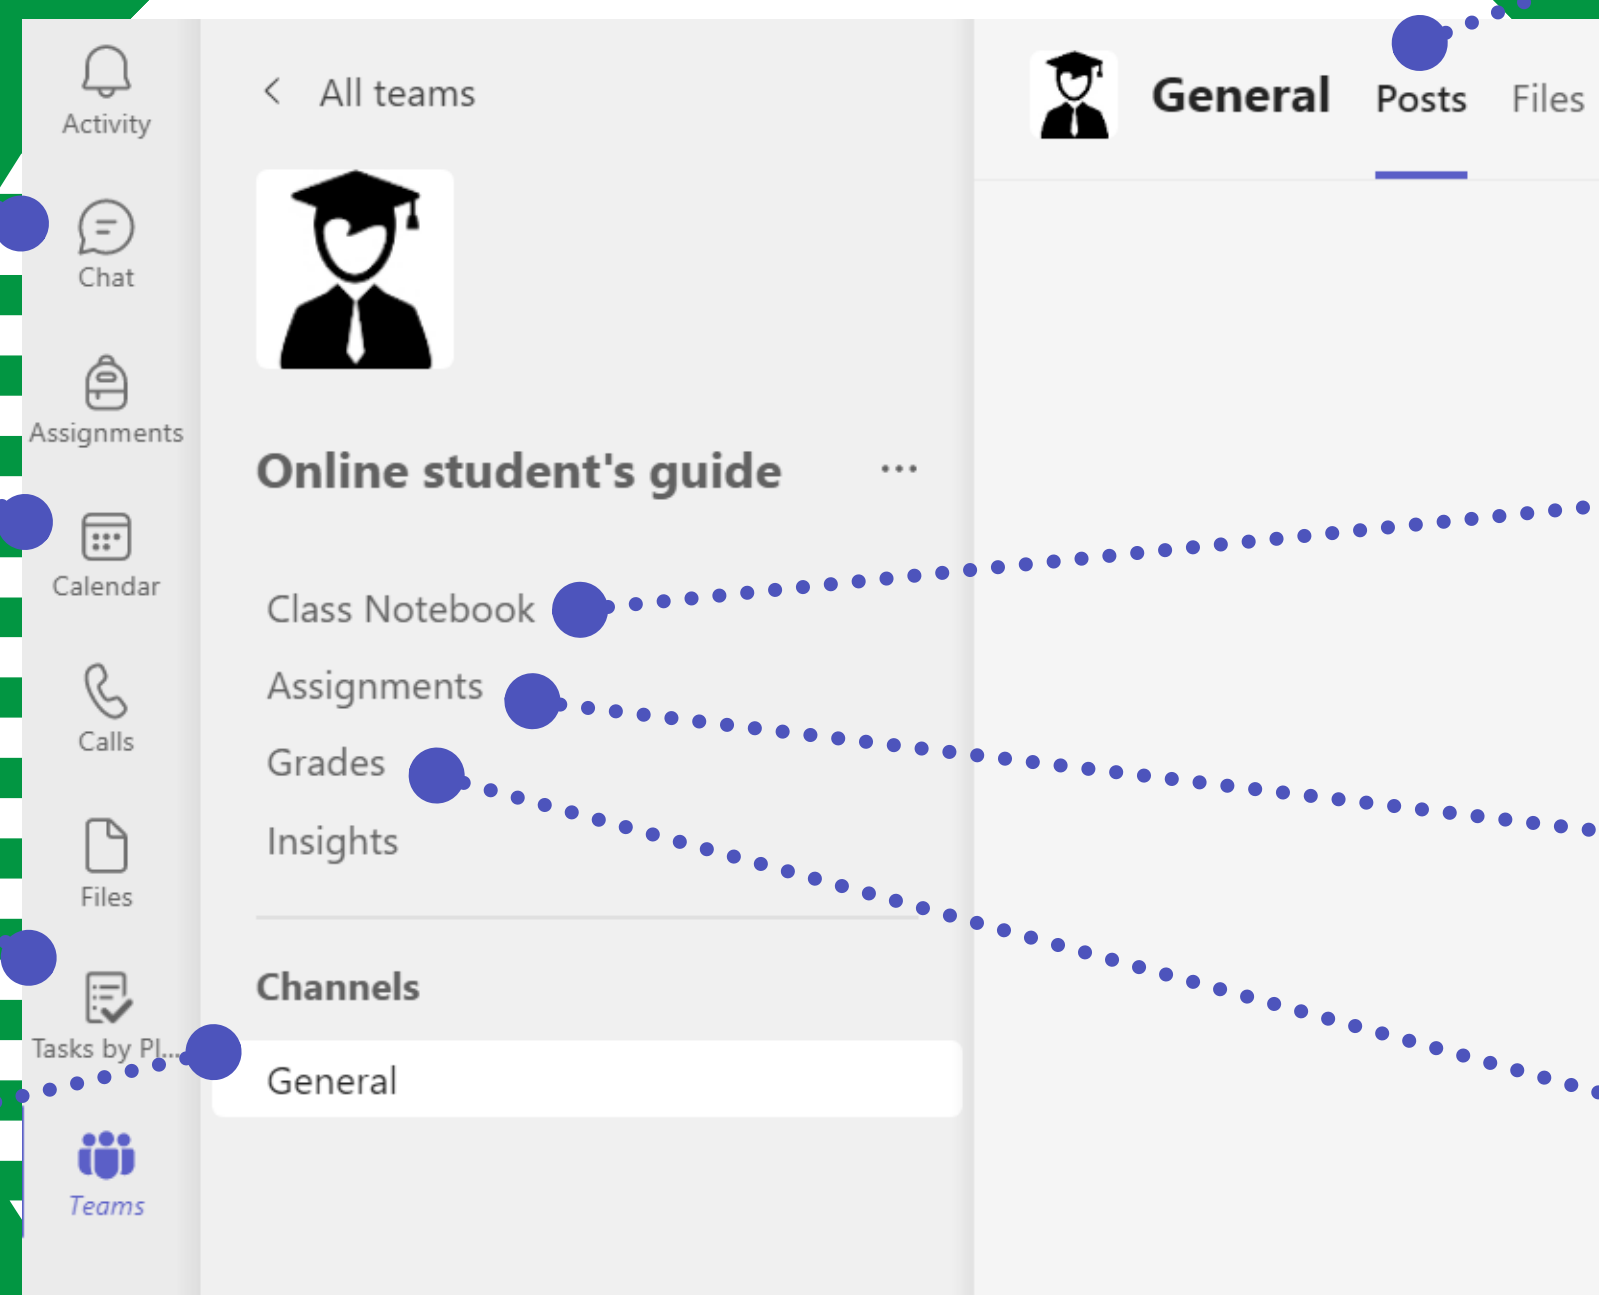 Activity
Chat
Assignments
Calendar
Calls
Files
Tasks by Pl...
Teams
All teams
Online student's guide
Class Notebook
Assignments
Grades
Insights
Channels
General
General Posts Files